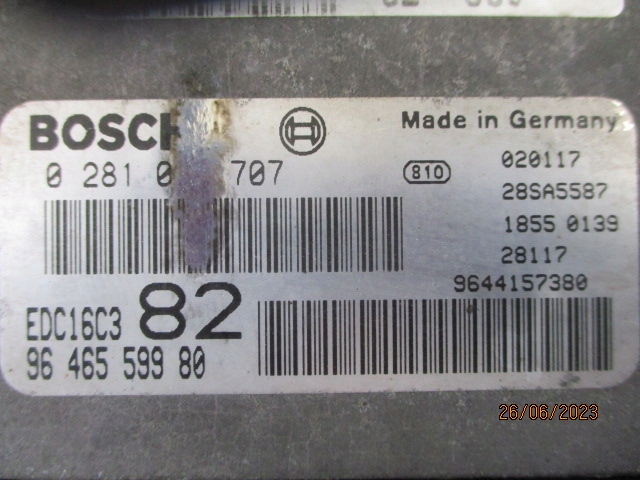 BOSCH
Made in Germany
0 281 0 707
810
020117
28SA5587
1855 0139
28117
9644157380
EDC16C3 82
96 465 599 80
26/06/2023